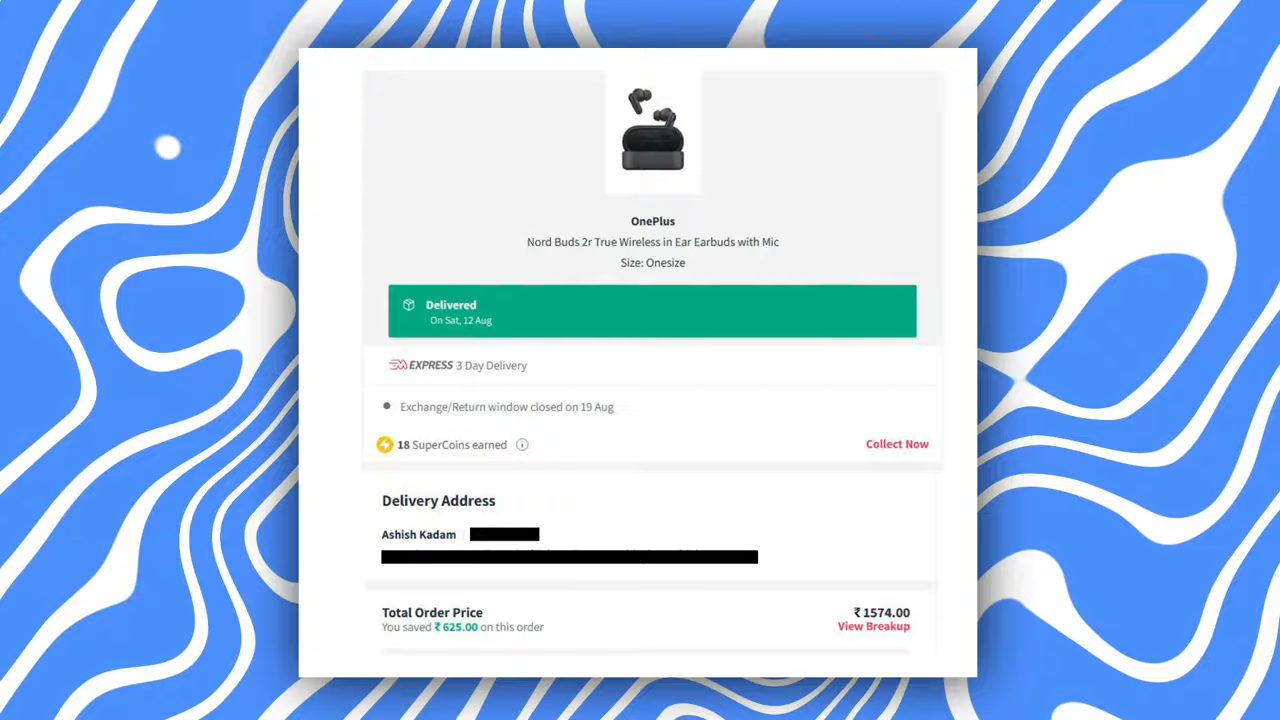 OnePlus
Nord Buds 2r True Wireless in Ear Earbuds with Mic
Size: Onesize
Delivered
On Sat, 12 Aug
EXPRESS 3 Day Delivery
Exchange/Return window closed on 19 Aug
18 SuperCoins earned
Collect Now
Delivery Address
Ashish Kadam
Total Order Price
₹ 1574.00
You saved ₹ 625.00 on this order
View Breakup